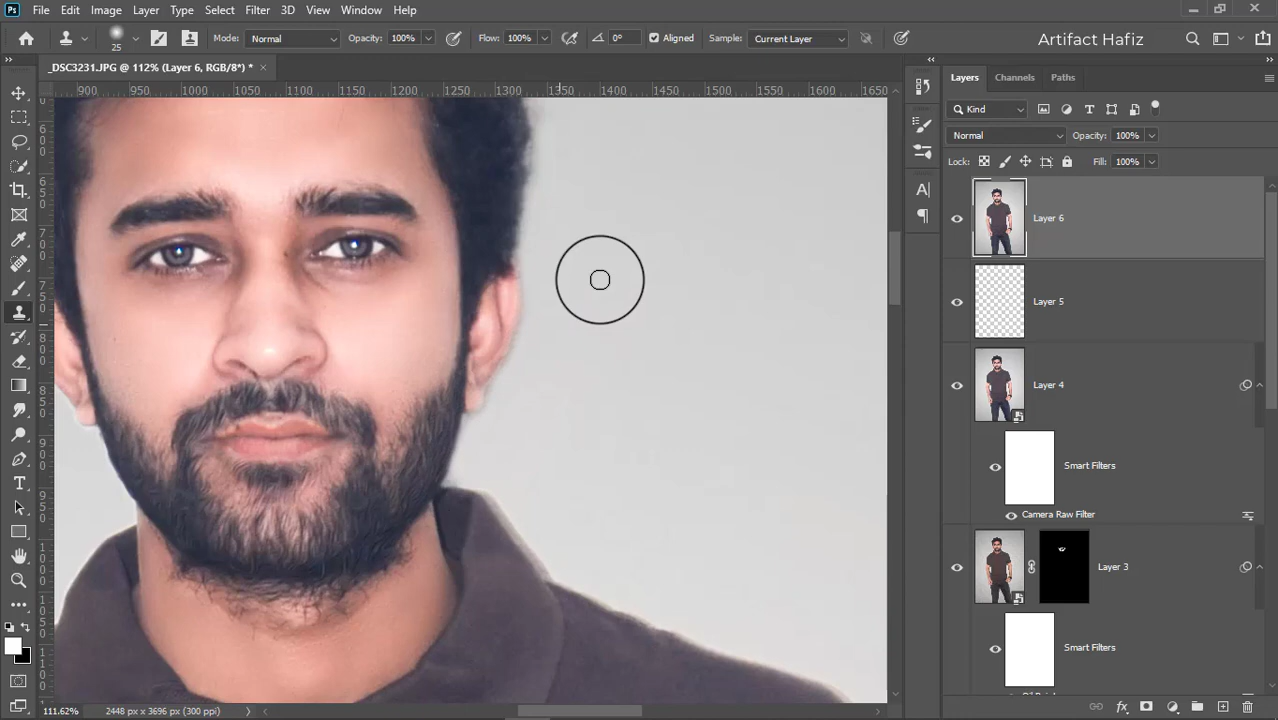 Ps File Edit Image Layer Type Select Filter 3D View Window Help
25 Mode: Normal Opacity: 100% Flow: 100% 0° Aligned Sample: Current Layer Artifact Hafiz
_DSC3231.JPG @ 112% (Layer 6, RGB/8*) * ×
900 950 1000 1050 1100 1150 1200 1250 1300 1350 1400 1450 1500 1550 1600 1650
Layers Channels Paths
Kind
Normal Opacity: 100%
Lock: Fill: 100%
Layer 6
Layer 5
Layer 4
Smart Filters
Camera Raw Filter
Layer 3
Smart Filters
111.62% 2448 px x 3696 px (300 ppi)